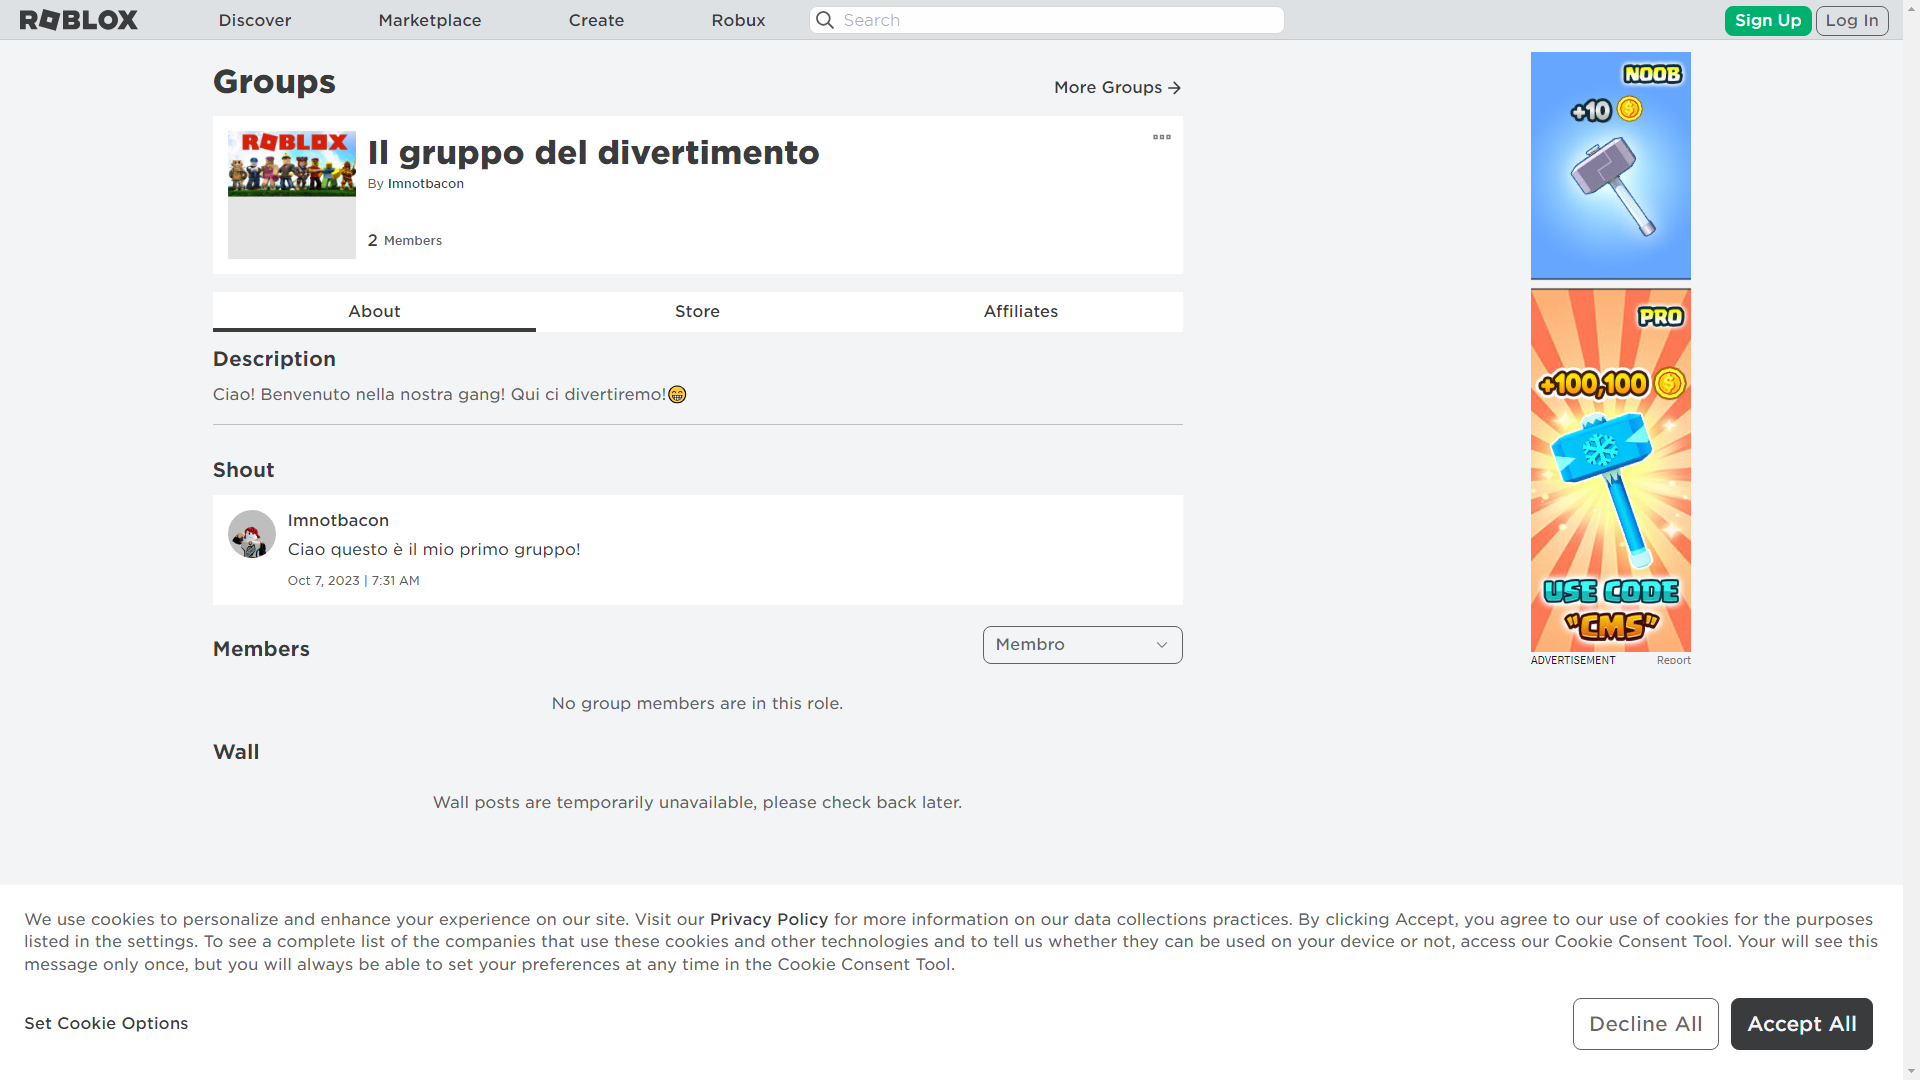 ROBLOX
Discover
Marketplace
Create
Robux
Search
Sign Up
Log In
Groups
More Groups
ROBLOX
Il gruppo del divertimento
By Imnotbacon
2 Members
About
Store
Affiliates
Description
Ciao! Benvenuto nella nostra gang! Qui ci divertiremo!😁
Shout
Imnotbacon
Ciao questo è il mio primo gruppo!
Oct 7, 2023 | 7:31 AM
Members
Membro
No group members are in this role.
Wall
Wall posts are temporarily unavailable, please check back later.
NOOB
+10
PRO
+100,100
USE CODE
"CMS"
ADVERTISEMENT
Report
We use cookies to personalize and enhance your experience on our site. Visit our Privacy Policy for more information on our data collections practices. By clicking Accept, you agree to our use of cookies for the purposes
listed in the settings. To see a complete list of the companies that use these cookies and other technologies and to tell us whether they can be used on your device or not, access our Cookie Consent Tool. Your will see this
message only once, but you will always be able to set your preferences at any time in the Cookie Consent Tool.
Set Cookie Options
Decline All
Accept All